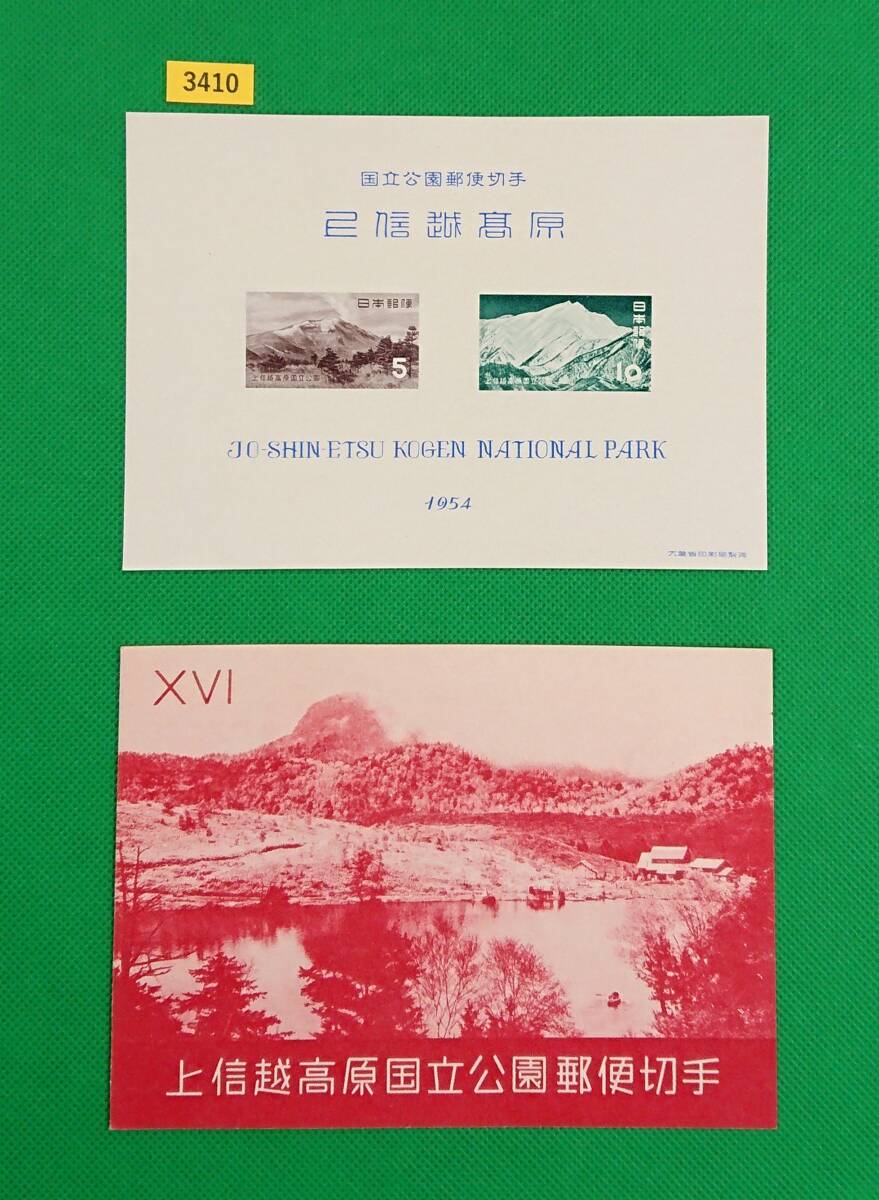 3410
国立公園郵便切手
上信越高原
日本郵便
5
上信越高原国立公園
日本郵便
10
上信越高原国立公園
JO-SHIN-ETSU KOGEN NATIONAL PARK
1954
大蔵省印刷局製造
XVI
上信越高原国立公園郵便切手